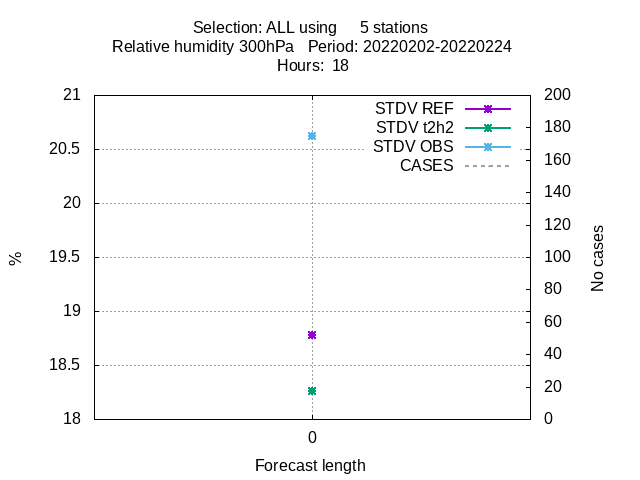 Selection: ALL using     5 stations
Relative humidity 300hPa   Period: 20220202-20220224
Hours:  18
21
20.5
20
19.5
19
18.5
18
%
200
180
160
140
120
100
80
60
40
20
0
No cases
STDV REF
STDV t2h2
STDV OBS
CASES
0
Forecast length